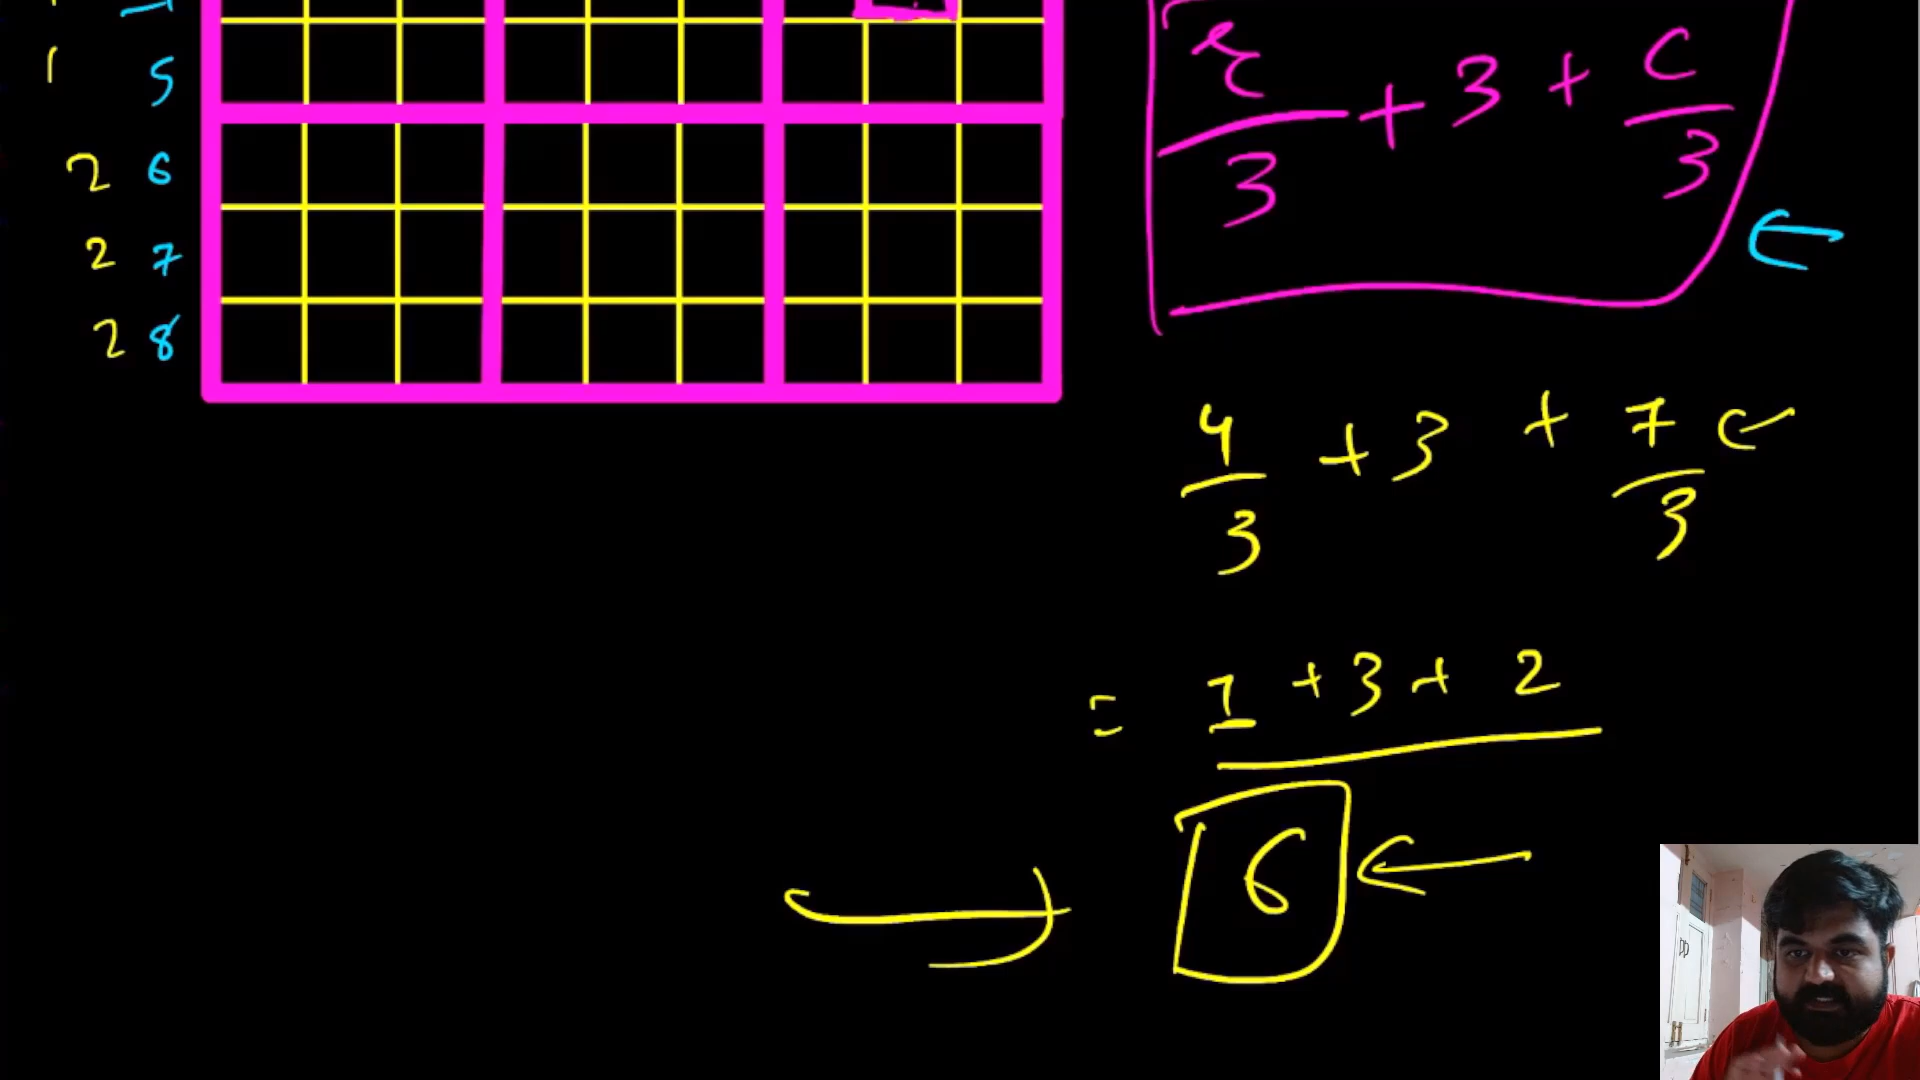 1 5
2 6
2 7
2 8
r/3 + 3 + c/3
4/3 + 3 + 7/3
= 1 + 3 + 2
6